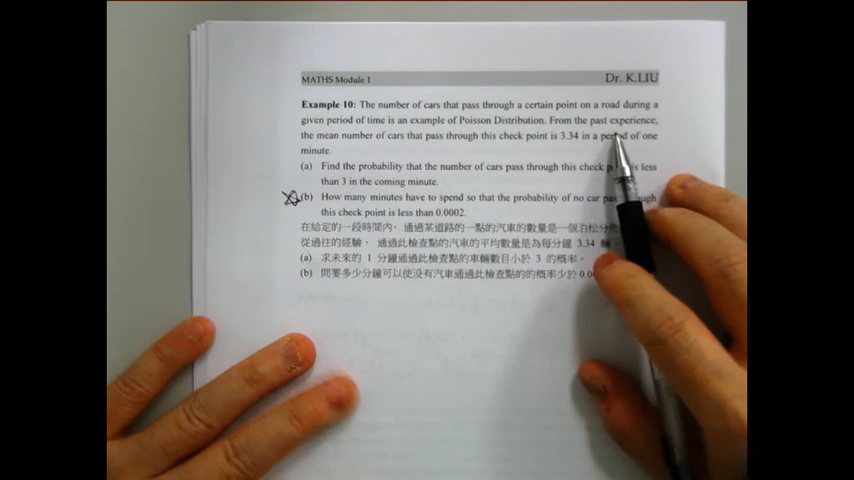 MATHS Module 1 Dr. K.LIU
Example 10: The number of cars that pass through a certain point on a road during a
given period of time is an example of Poisson Distribution. From the past experience,
the mean number of cars that pass through this check point is 3.34 in a period of one
minute.
(a) Find the probability that the number of cars pass through this check is less
than 3 in the coming minute.
(b) How many minutes have to spend so that the probability of no car
this check point is less than 0.0002.
在給定的一段時間內, 通過某道路的一點的汽車的數量是一個泊松分
從過往的經驗, 通過此檢查點的汽車的平均數量是為每分鐘 3.34
(a) 求未來的 1 分鐘通過此檢查點的車輛數目小於 3 的概率。
(b) 問要多少分鐘可以使没有汽車通過此檢查點的的概率少於